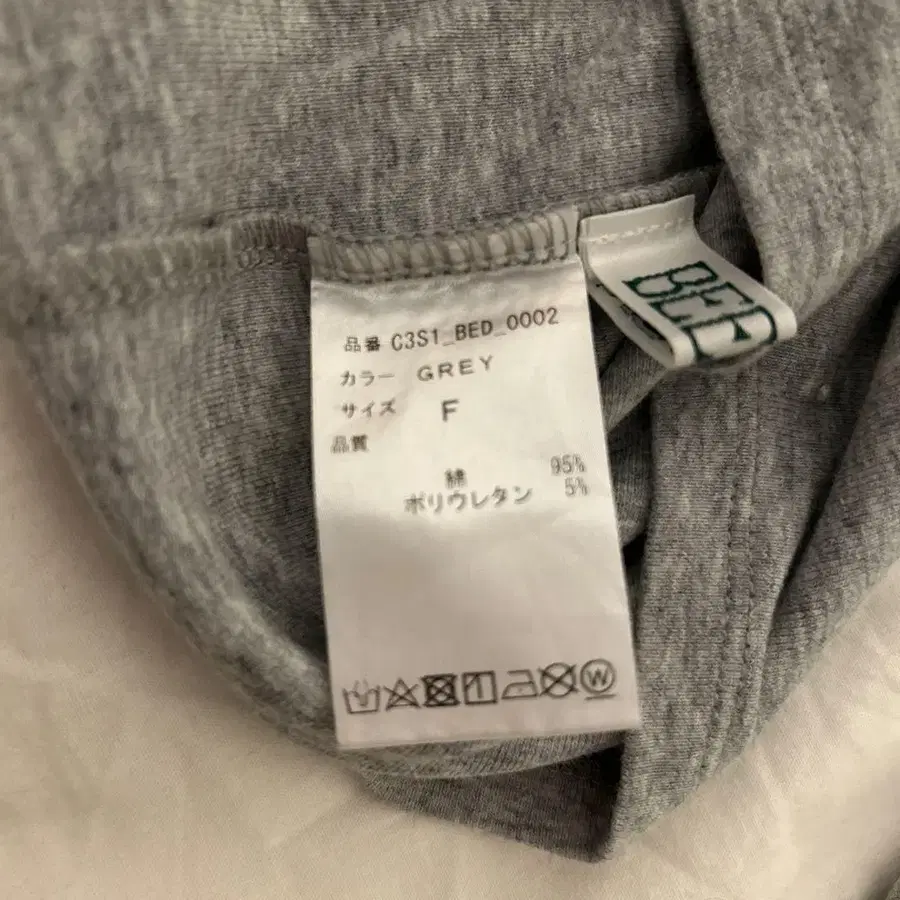 品番 C3S1_BED_0002
カラー GREY
サイズ F
品質
綿 95%
ポリウレタン 5%
W
BE